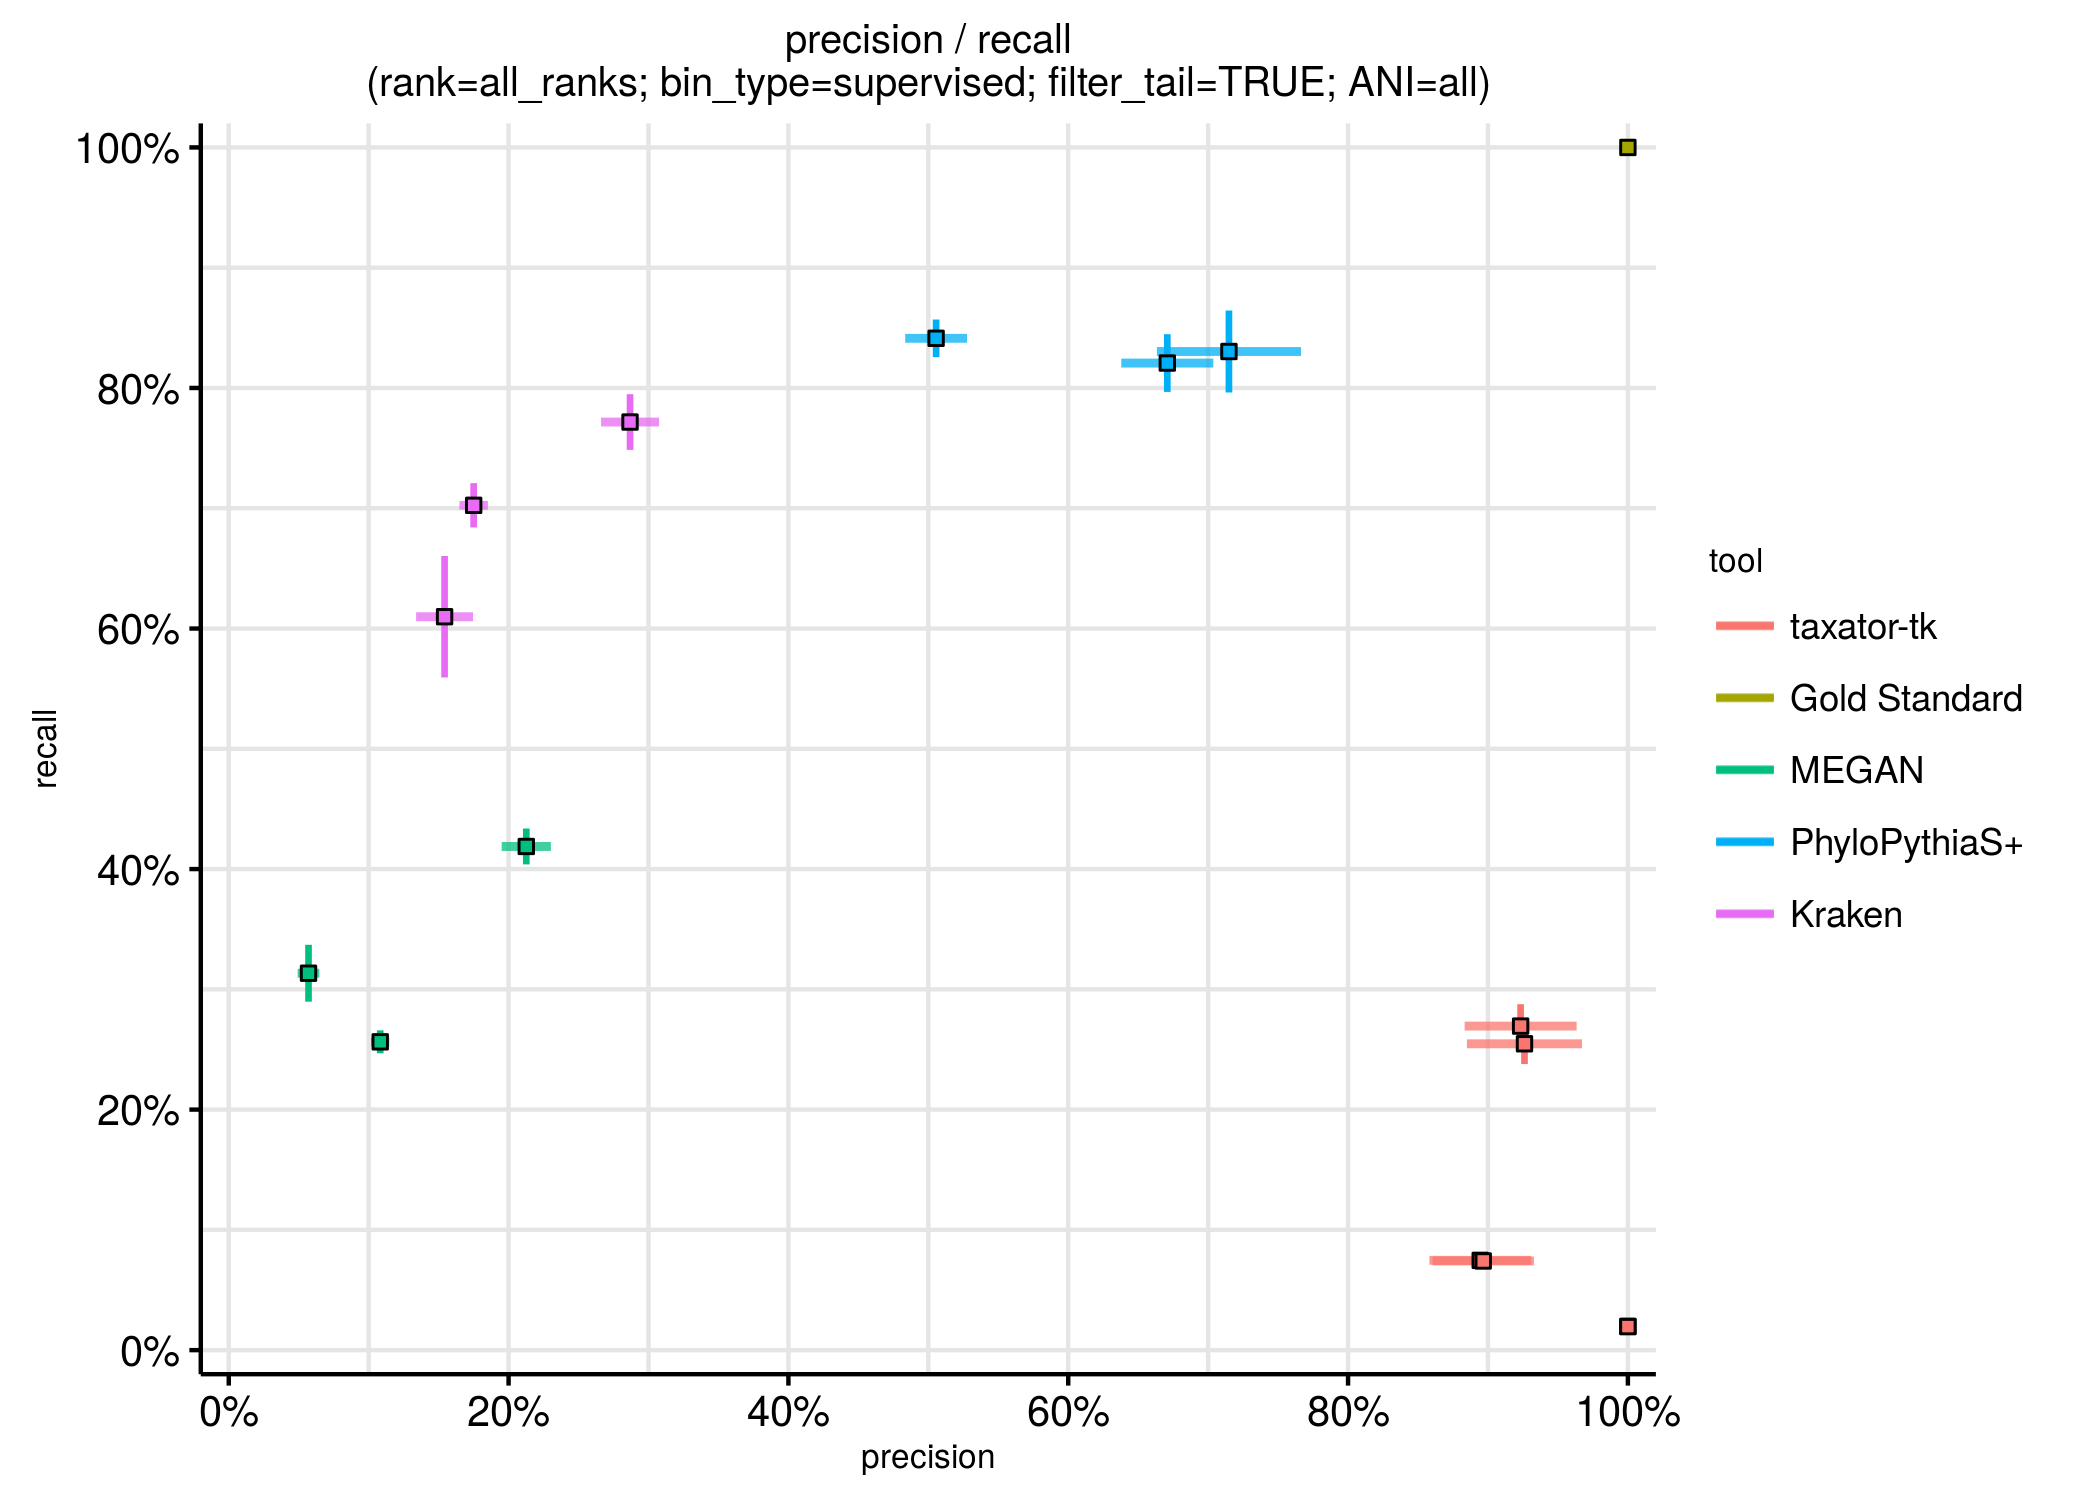 precision / recall
(rank=all_ranks; bin_type=supervised; filter_tail=TRUE; ANI=all)
100%
80%
60%
40%
20%
0%
recall
0%
20%
40%
60%
80%
100%
precision
tool
taxator-tk
Gold Standard
MEGAN
PhyloPythiaS+
Kraken